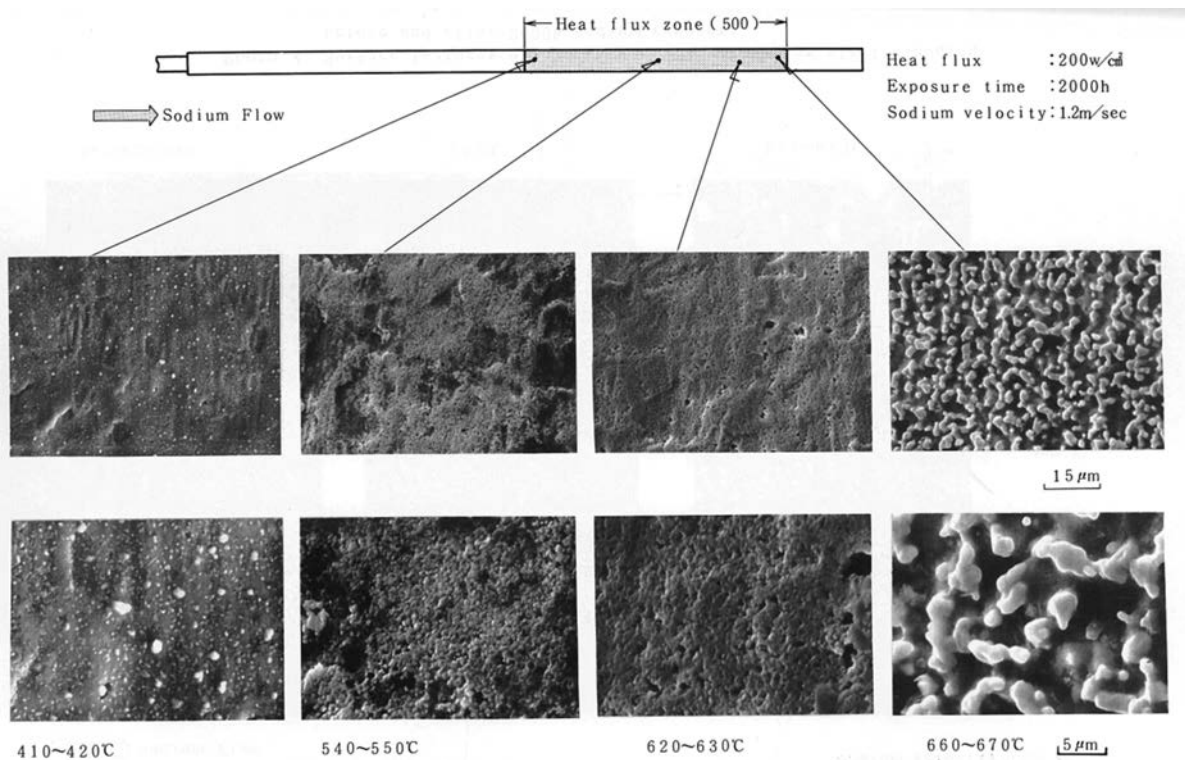 Heat flux zone (500)
Heat flux :200w/㎠
Exposure time :2000h
Sodium velocity:1.2m/sec
Sodium Flow
15μm
410~420℃
540~550℃
620~630℃
660~670℃
5μm